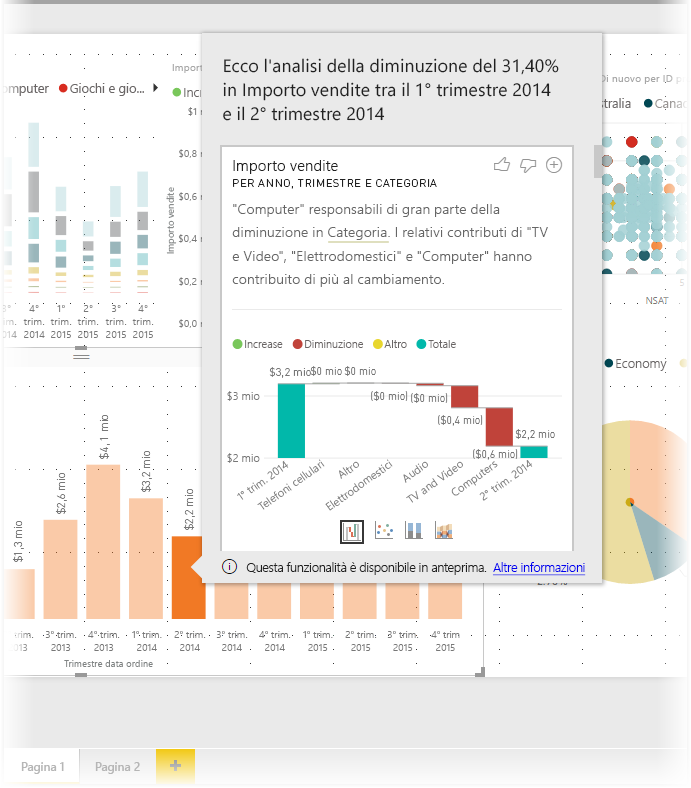 Ecco l'analisi della diminuzione del 31,40%
in Importo vendite tra il 1° trimestre 2014
e il 2° trimestre 2014
Importo vendite
PER ANNO, TRIMESTRE E CATEGORIA
"Computer" responsabili di gran parte della
diminuzione in Categoria. I relativi contributi di "TV
e Video", "Elettrodomestici" e "Computer" hanno
contribuito di più al cambiamento.
Increase Diminuzione Altro Totale
$3,2 mio $0 mio $0 mio
$3 mio ($0 mio) ($0 mio)
($0,4 mio)
$2,2 mio
($0,6 mio)
$2 mio
1° trim. 2014 Telefoni cellulari Altro Elettrodomestici Audio TV and Video Computers 2° trim. 2014
Questa funzionalità è disponibile in anteprima. Altre informazioni
omputer Giochi e gio...
Import
Incr
$1
$0,8
$0,6
$0,4
$0,2
$0,0
Importo vendite
4° 1° 2° 3° 4°
trim. trim. trim. trim. trim.
2014 2015 2015 2015 2015
Di nuovo per ID p
stralia Canad
5
NSAT
Economy
$1,3 mio $2,6 mio $4,1 mio $3,2 mio $2,2 mio
trim. 3° trim. 4° trim. 1° trim. 2° trim. 3° trim. 4° trim. 1° trim. 2° trim. 3° trim. 4° trim.
2013 2013 2013 2014 2014 2014 2014 2015 2015 2015 2015
Trimestre data ordine
Pagina 1 Pagina 2 +